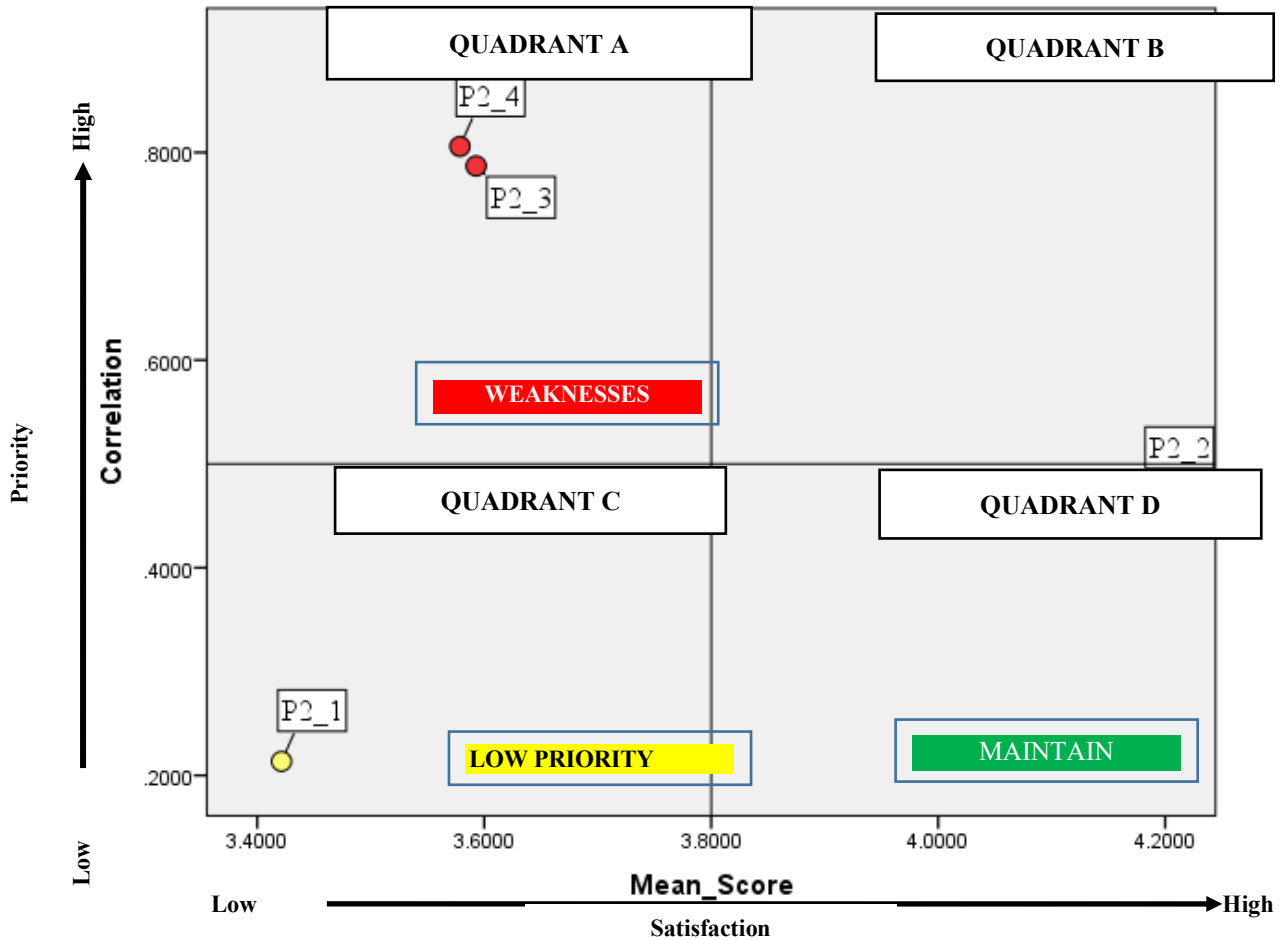 QUADRANT A
QUADRANT B
P2_4
High
.8000
P2_3
.6000
WEAKNESSES
Correlation
Priority
P2_2
QUADRANT C
QUADRANT D
.4000
P2_1
LOW PRIORITY
MAINTAIN
.2000
3.4000
3.6000
3.8000
4.0000
4.2000
Low
Mean_Score
Low
High
Satisfaction